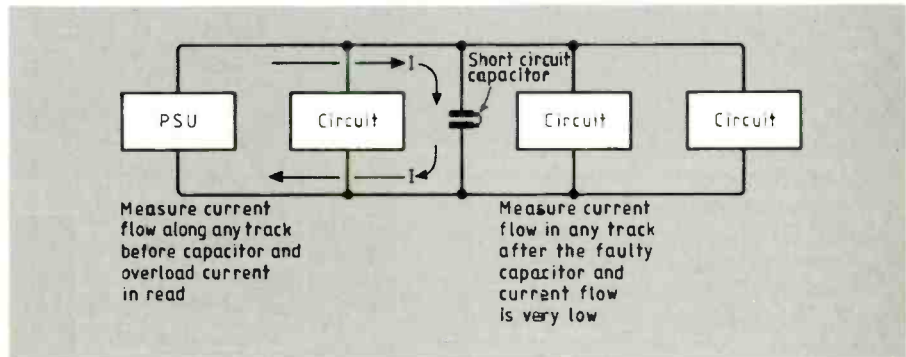 I
Short circuit
capacitor
PSU
Circuit
Circuit
Circuit
I
Measure current
flow along any track
before capacitor and
overload current
in read
Measure current
flow in any track
after the faulty
capacitor and
current flow
is very low